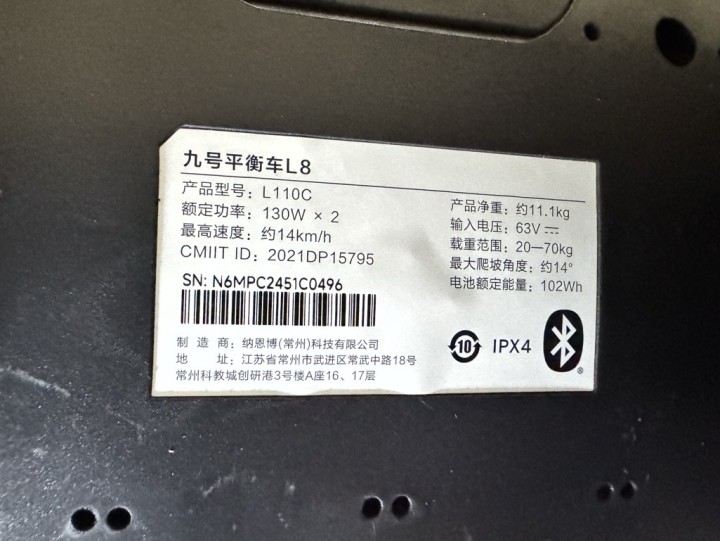 九号平衡车L8
产品型号：L110C
额定功率：130W × 2
最高速度：约14km/h
CMIIT ID：2021DP15795
SN: N6MPC2451C0496
产品净重：约11.1kg
输入电压：63V ⎓
载重范围：20—70kg
最大爬坡角度：约14°
电池额定能量：102Wh
制 造 商：纳恩博(常州)科技有限公司
地 址：江苏省常州市武进区常武中路18号
常州科教城创研港3号楼A座16、17层
10 IPX4 ®